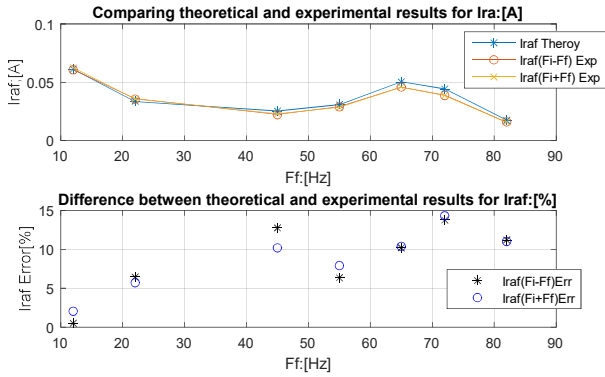 Comparing theoretical and experimental results for Ira:[A]
0.1
0.05
0
Iraf:[A]
Iraf Theroy
Iraf(Fi-Ff) Exp
Iraf(Fi+Ff) Exp
10 20 30 40 50 60 70 80 90
Ff:[Hz]
Difference between theoretical and experimental results for Iraf:[%]
15
10
5
0
Iraf Error[%]
Iraf(Fi-Ff)Err
Iraf(Fi+Ff)Err
10 20 30 40 50 60 70 80 90
Ff:[Hz]